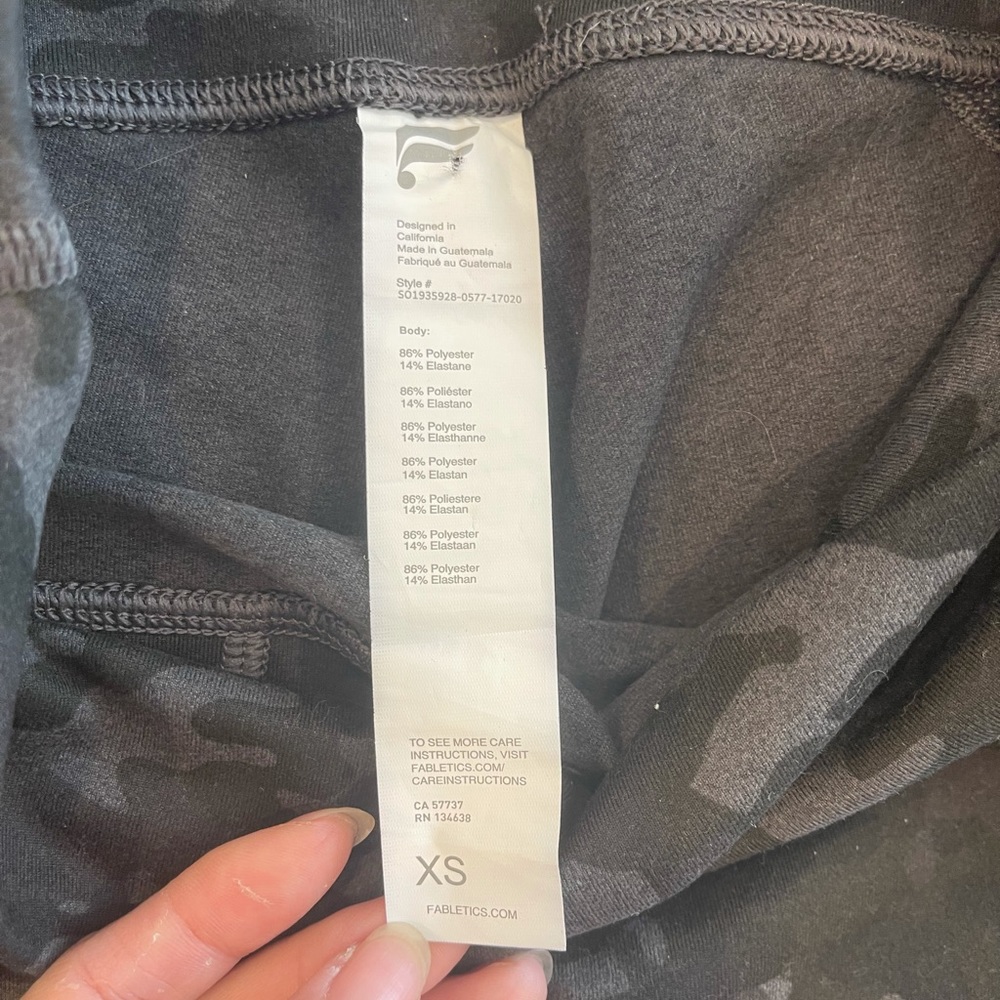 Designed in
California
Made in Guatemala
Fabriqué au Guatemala
Style #
SO1935928-0577-17020
Body:
86% Polyester
14% Elastane
86% Poliéster
14% Elastano
86% Polyester
14% Elasthanne
86% Polyester
14% Elastan
86% Poliestere
14% Elastan
86% Polyester
14% Elastaan
86% Polyester
14% Elasthan
TO SEE MORE CARE
INSTRUCTIONS, VISIT
FABLETICS.COM/
CAREINSTRUCTIONS
CA 57737
RN 134638
XS
FABLETICS.COM